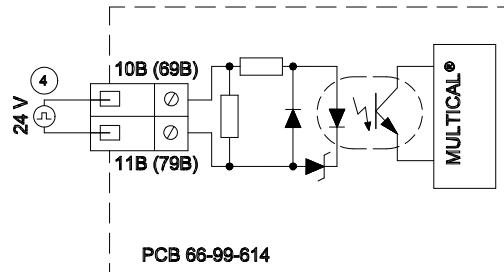 10B (69B)
4
24 V
11B (79B)
MULTICAL®
PCB 66-99-614